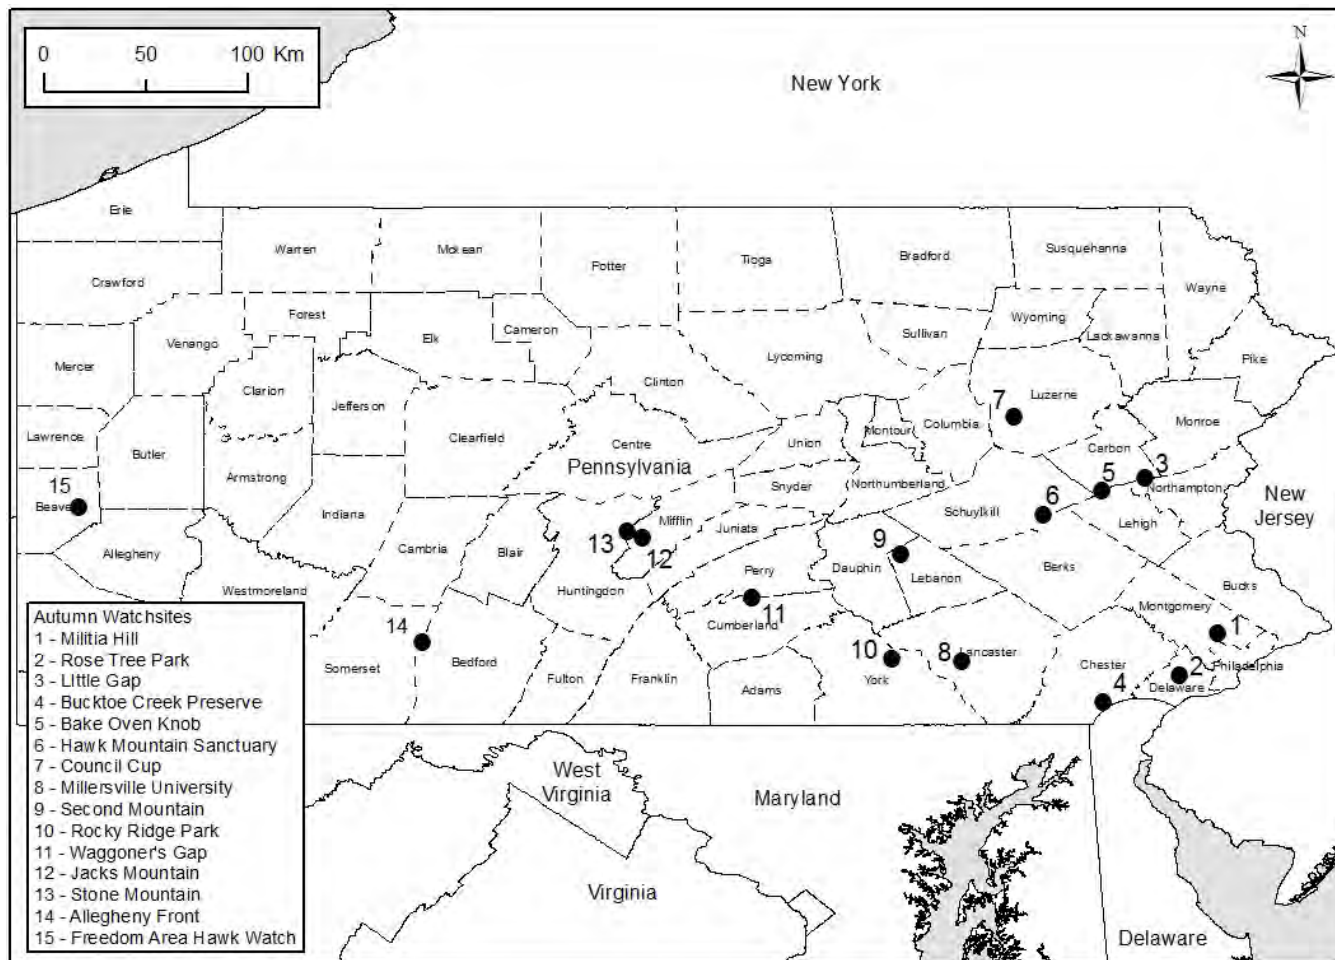 0 50 100 Km
New York
N
Erie
Warren
Mckean
Potter
Tioga
Bradford
Susquehanna
Wayne
Crawford
Forest
Venango
Elk
Cameron
Lycoming
Sullivan
Wyoming
Lackawanna
Pike
Mercer
Clarion
Jefferson
Clinton
7
Luzerne
Monroe
Lawrence
Butler
Clearfield
Centre
Union
Montour
Columbia
Carbon
Pennsylvania
Armstrong
Snyder
Northumberland
5
3
Northampton
15
Beaver
Indiana
Mifflin
Juniata
Schuylkill
6
Lehigh
New
Jersey
Allegheny
Cambria
Blair
13
12
Dauphin
9
Lebanon
Berks
Perry
Bucks
Westmoreland
Huntingdon
11
Cumberland
Montgomery
1
14
Somerset
Bedford
Fulton
Franklin
Adams
10
York
8
Lancaster
Chester
4
2
Delaware
Philadelphia
Autumn Watchsites
1 - Militia Hill
2 - Rose Tree Park
3 - Little Gap
4 - Bucktoe Creek Preserve
5 - Bake Oven Knob
6 - Hawk Mountain Sanctuary
7 - Council Cup
8 - Millersville University
9 - Second Mountain
10 - Rocky Ridge Park
11 - Waggoner's Gap
12 - Jacks Mountain
13 - Stone Mountain
14 - Allegheny Front
15 - Freedom Area Hawk Watch
West
Virginia
Maryland
Virginia
Delaware